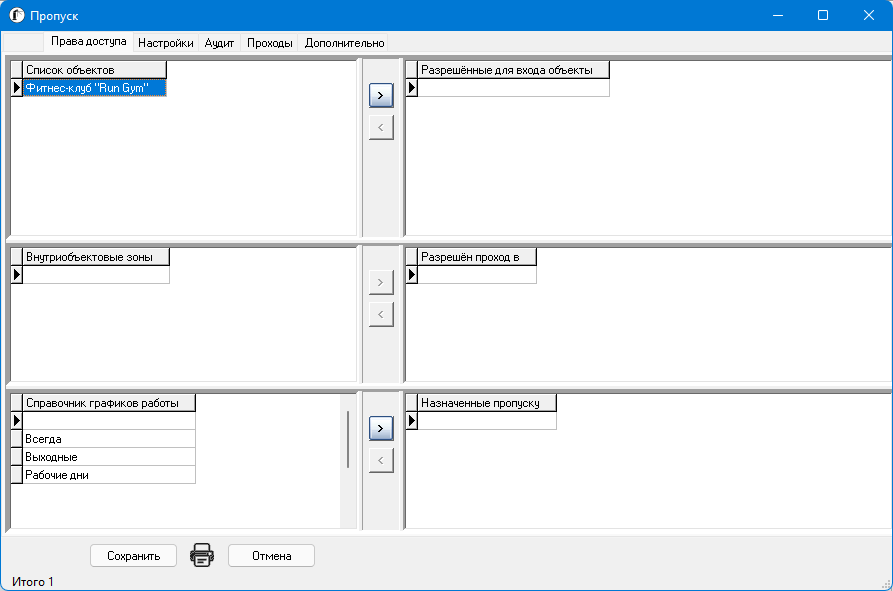 Пропуск
Права доступа Настройки Аудит Проходы Дополнительно
Список объектов
Фитнес-клуб "Run Gym"
>
<
Разрешённые для входа объекты
Внутриобъектовые зоны
>
<
Разрешён проход в
Справочник графиков работы
Всегда
Выходные
Рабочие дни
>
<
Назначенные пропуску
Сохранить Отмена
Итого 1